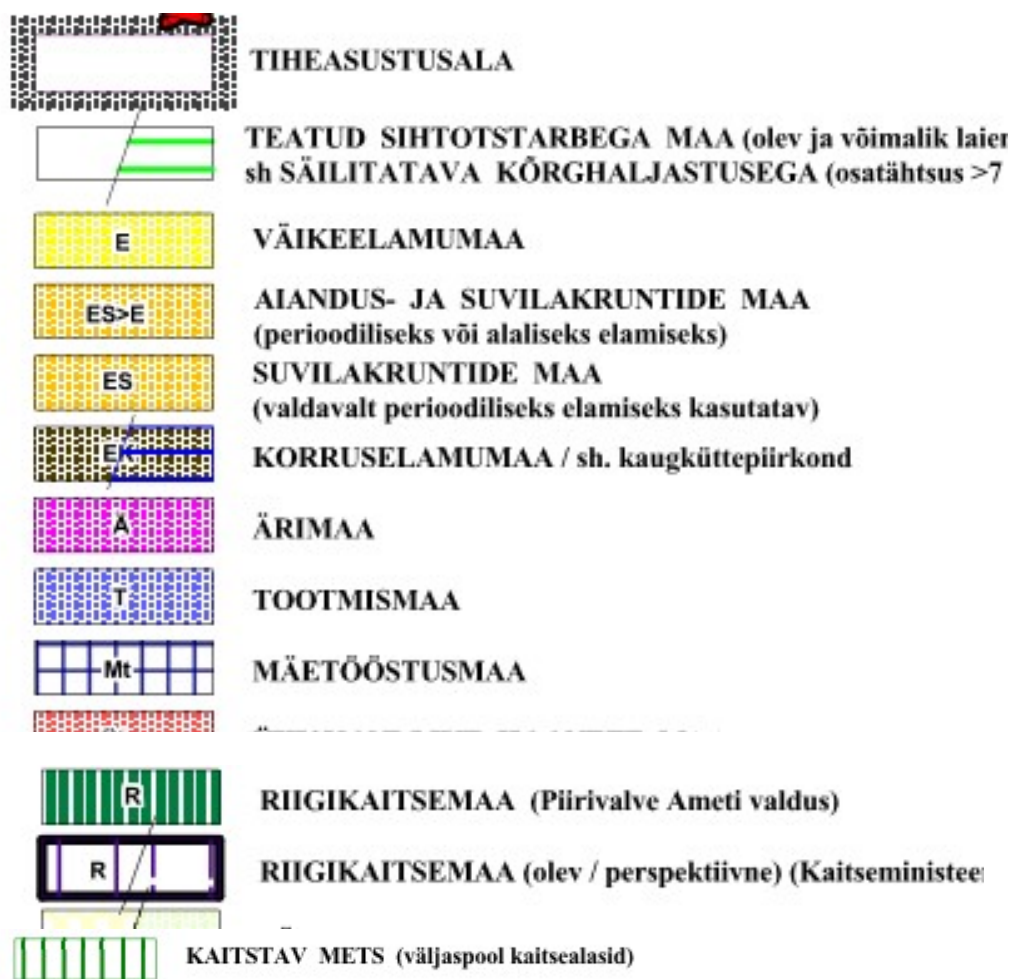 TIHEASUSTUSALA
TEATUD SIHTOTSTARBEGA MAA (olev ja võimalik laien
sh SÄILITATAVA KÕRGHALJASTUSEGA (osatähtsus >7
E VÄIKEELAMUMAA
ES>E AIANDUS- JA SUVILAKRUNTIDE MAA
(perioodiliseks või alaliseks elamiseks)
ES SUVILAKRUNTIDE MAA
(valdavalt perioodiliseks elamiseks kasutatav)
EK KORRUSELAMUMAA / sh. kaugküttepiirkond
Ä ÄRIMAA
T TOOTMISMAA
Mt MÄETÖÖSTUSMAA
R RIIGIKAITSEMAA (Piirivalve Ameti valdus)
R RIIGIKAITSEMAA (olev / perspektiivne) (Kaitseministee
KAITSTAV METS (väljaspool kaitsealasid)